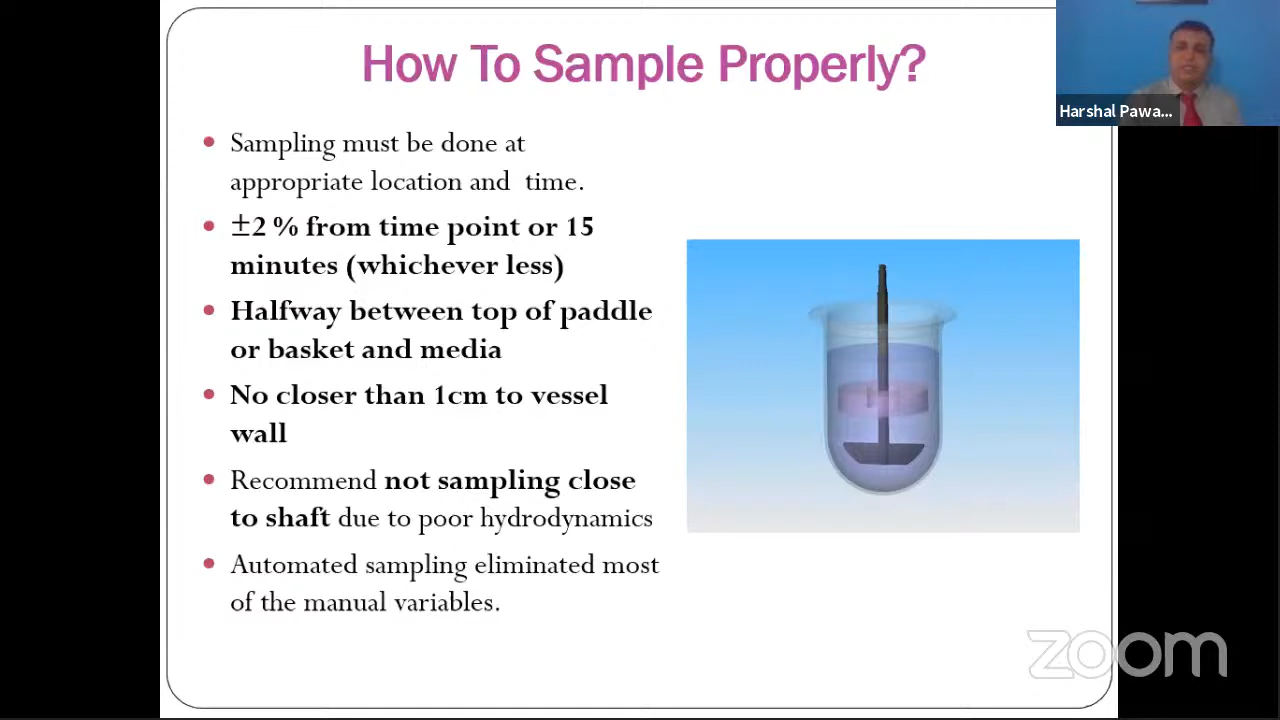 How To Sample Properly?
Harshal Pawa...
• Sampling must be done at
appropriate location and time.
• ±2 % from time point or 15
minutes (whichever less)
• Halfway between top of paddle
or basket and media
• No closer than 1cm to vessel
wall
• Recommend not sampling close
to shaft due to poor hydrodynamics
• Automated sampling eliminated most
of the manual variables.
zoom